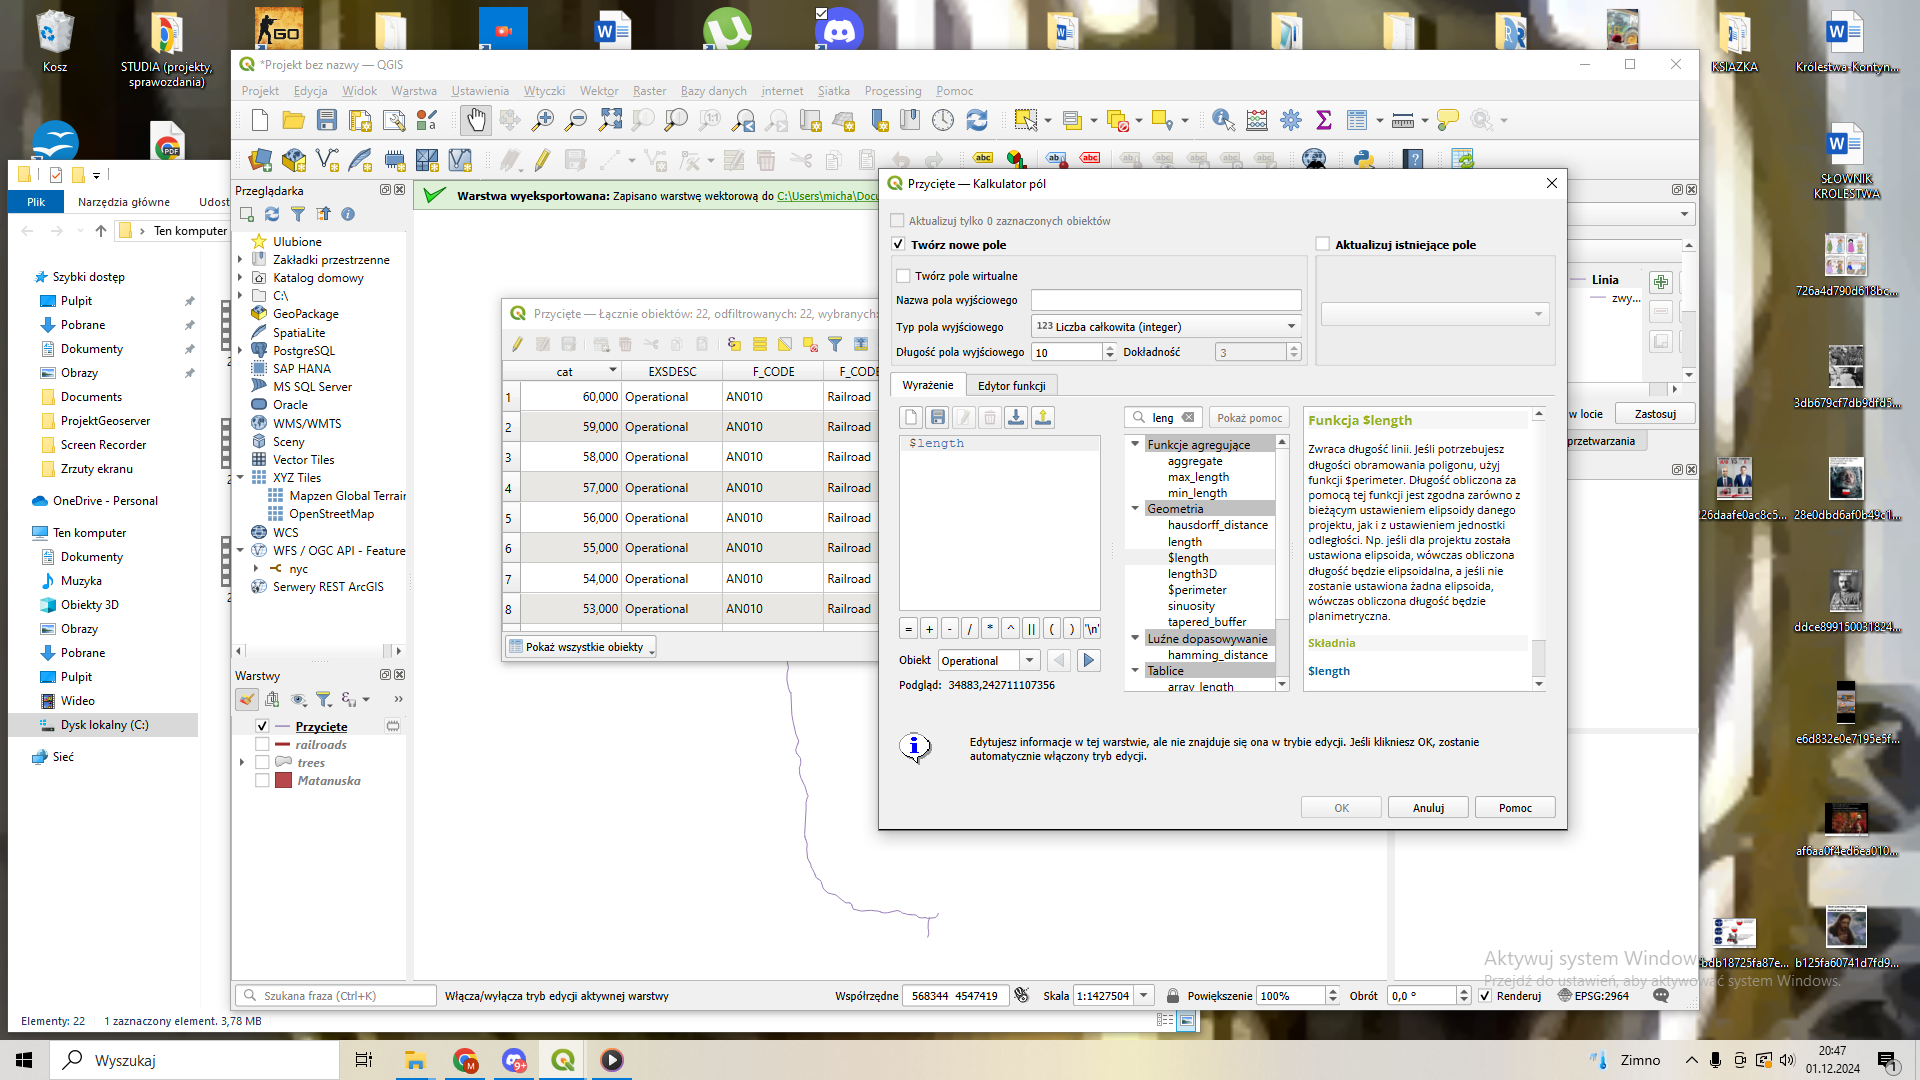 Kosz
STUDIA (projekty,
sprawozdania)
KSIAZKA
Królestwa-Kontyn...
SŁOWNIK
KROLESTWA
726a4d790d618bc...
3db679cf7db9dfd5...
226daafe0ac8c5...
28e0dbd6af0b49c1...
ddce899150031824...
e6d832e0e7195e5f...
af6aa0f4ed6ea010...
bdb18725fa87e...
b125fa60741d7fd9...
*Projekt bez nazwy — QGIS
Projekt Edycja Widok Warstwa Ustawienia Wtyczki Wektor Raster Bazy danych internet Siatka Processing Pomoc
Plik
Narzędzia główne
Udost
Ten komputer
Szybki dostęp
Pulpit
Pobrane
Dokumenty
Obrazy
Documents
ProjektGeoserver
Screen Recorder
Zrzuty ekranu
OneDrive - Personal
Ten komputer
Dokumenty
Muzyka
Obiekty 3D
Obrazy
Pobrane
Pulpit
Wideo
Dysk lokalny (C:)
Sieć
Elementy: 22
1 zaznaczony element. 3,78 MB
Przeglądarka
Ulubione
Zakładki przestrzenne
Katalog domowy
C:\
GeoPackage
SpatiaLite
PostgreSQL
SAP HANA
MS SQL Server
Oracle
WMS/WMTS
Sceny
Vector Tiles
XYZ Tiles
Mapzen Global Terrair
OpenStreetMap
WCS
WFS / OGC API - Feature
nyc
Serwery REST ArcGIS
Warstwy
Przycięte
railroads
trees
Matanuska
Warstwa wyeksportowana: Zapisano warstwę wektorową do C:\Users\micha\Docu
Przycięte — Łącznie obiektów: 22, odfiltrowanych: 22, wybranych:
cat EXSDESC F_CODE F_CODE
1 60,000 Operational AN010 Railroad
2 59,000 Operational AN010 Railroad
3 58,000 Operational AN010 Railroad
4 57,000 Operational AN010 Railroad
5 56,000 Operational AN010 Railroad
6 55,000 Operational AN010 Railroad
7 54,000 Operational AN010 Railroad
8 53,000 Operational AN010 Railroad
Pokaż wszystkie obiekty
Przycięte — Kalkulator pól
Aktualizuj tylko 0 zaznaczonych obiektów
Twórz nowe pole
Aktualizuj istniejące pole
Twórz pole wirtualne
Nazwa pola wyjściowego
Typ pola wyjściowego 123 Liczba całkowita (integer)
Długość pola wyjściowego 10 Dokładność 3
Wyrażenie
Edytor funkcji
$length
= + - / * ^ || ( ) '\n'
Obiekt Operational
Podgląd: 34883,242711107356
leng
Pokaż pomoc
Funkcje agregujące
aggregate
max_length
min_length
Geometria
hausdorff_distance
length
$length
length3D
$perimeter
sinuosity
tapered_buffer
Luźne dopasowywanie
hamming_distance
Tablice
array_length
Funkcja $length
Zwraca długość linii. Jeśli potrzebujesz
długości obramowania poligonu, użyj
funkcji $perimeter. Długość obliczona za
pomocą tej funkcji jest zgodna zarówno z
bieżącym ustawieniem elipsoidy danego
projektu, jak i z ustawieniem jednostki
odległości. Np. jeśli dla projektu została
ustawiona elipsoida, wówczas obliczona
długość będzie elipsoidalna, a jeśli nie
zostanie ustawiona żadna elipsoida,
wówczas obliczona długość będzie
planimetryczna.
Składnia
$length
Edytujesz informacje w tej warstwie, ale nie znajduje się ona w trybie edycji. Jeśli klikniesz OK, zostanie
automatycznie włączony tryb edycji.
OK
Anuluj
Pomoc
Linia
zwy...
w locie
Zastosuj
przetwarzania
Aktywuj system Window
Przejdź do ustawień, aby aktywować system Windows.
Szukana fraza (Ctrl+K)
Włącza/wyłącza tryb edycji aktywnej warstwy
Współrzędne 568344 4547419
Skala 1:1427504
Powiększenie 100%
Obrót 0,0 °
Renderuj
EPSG:2964
Wyszukaj
Zimno
20:47
01.12.2024